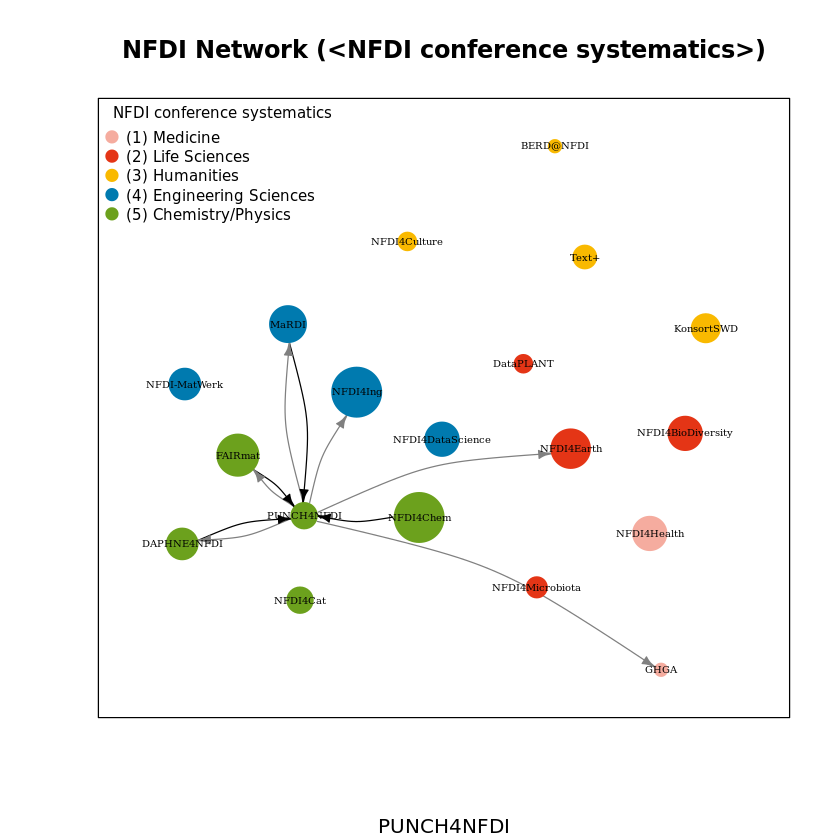 NFDI Network (<NFDI conference systematics>)
NFDI conference systematics
(1) Medicine
(2) Life Sciences
(3) Humanities
(4) Engineering Sciences
(5) Chemistry/Physics
BERD@NFDI
NFDI4Culture
Text+
MaRDI
KonsortSWD
DataPLANT
NFDI-MatWerk
NFDI4Ing
NFDI4BioDiversity
NFDI4DataScience
NFDI4Earth
FAIRmat
PUNCH4NFDI
NFDI4Chem
NFDI4Health
DAPHNE4NFDI
NFDI4Microbiota
NFDI4Cat
GHGA
PUNCH4NFDI